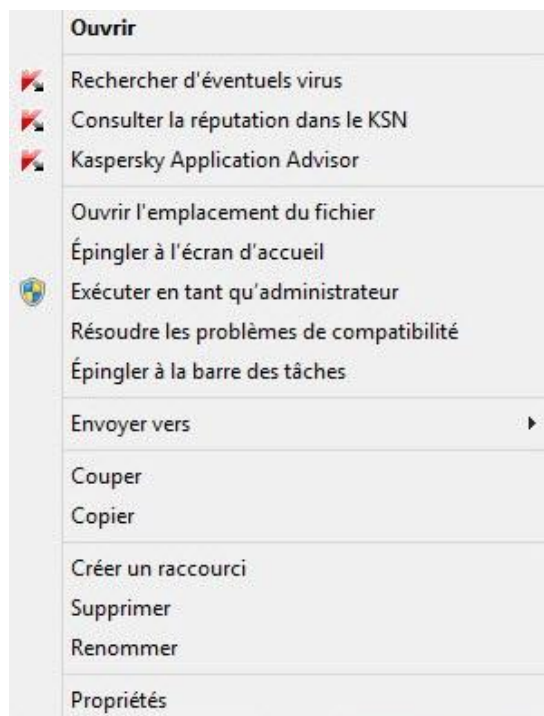 Ouvrir
Rechercher d'éventuels virus
Consulter la réputation dans le KSN
Kaspersky Application Advisor
Ouvrir l'emplacement du fichier
Épingler à l'écran d'accueil
Exécuter en tant qu'administrateur
Résoudre les problèmes de compatibilité
Épingler à la barre des tâches
Envoyer vers
Couper
Copier
Créer un raccourci
Supprimer
Renommer
Propriétés